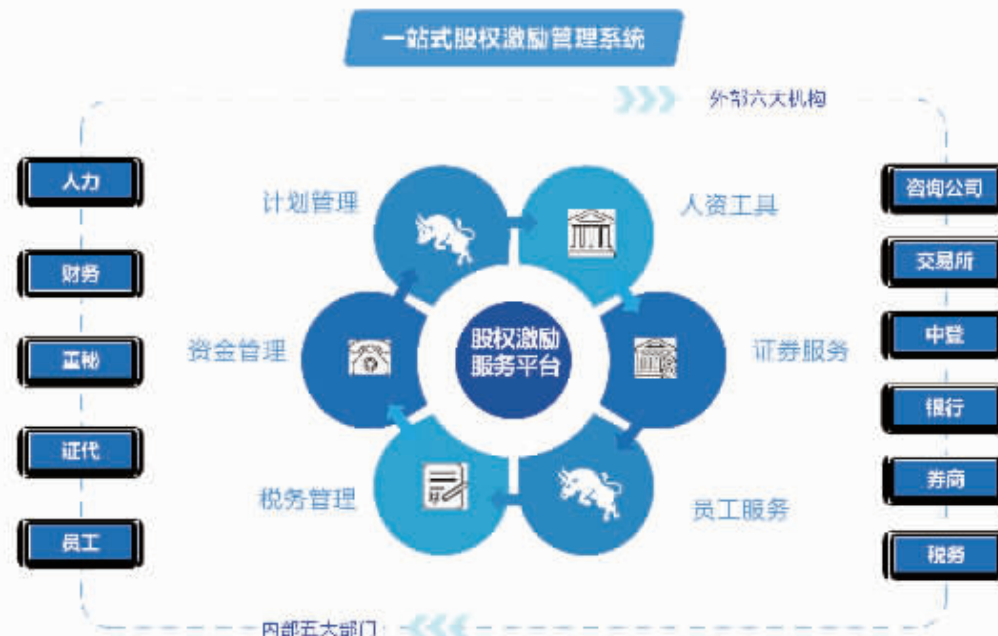 一站式股权激励管理系统
外部六大机构
人力
财务
董秘
证代
员工
计划管理
人资工具
资金管理
股权激励
服务平台
证券服务
税务管理
员工服务
咨询公司
交易所
中登
银行
券商
税务
内部五大部门